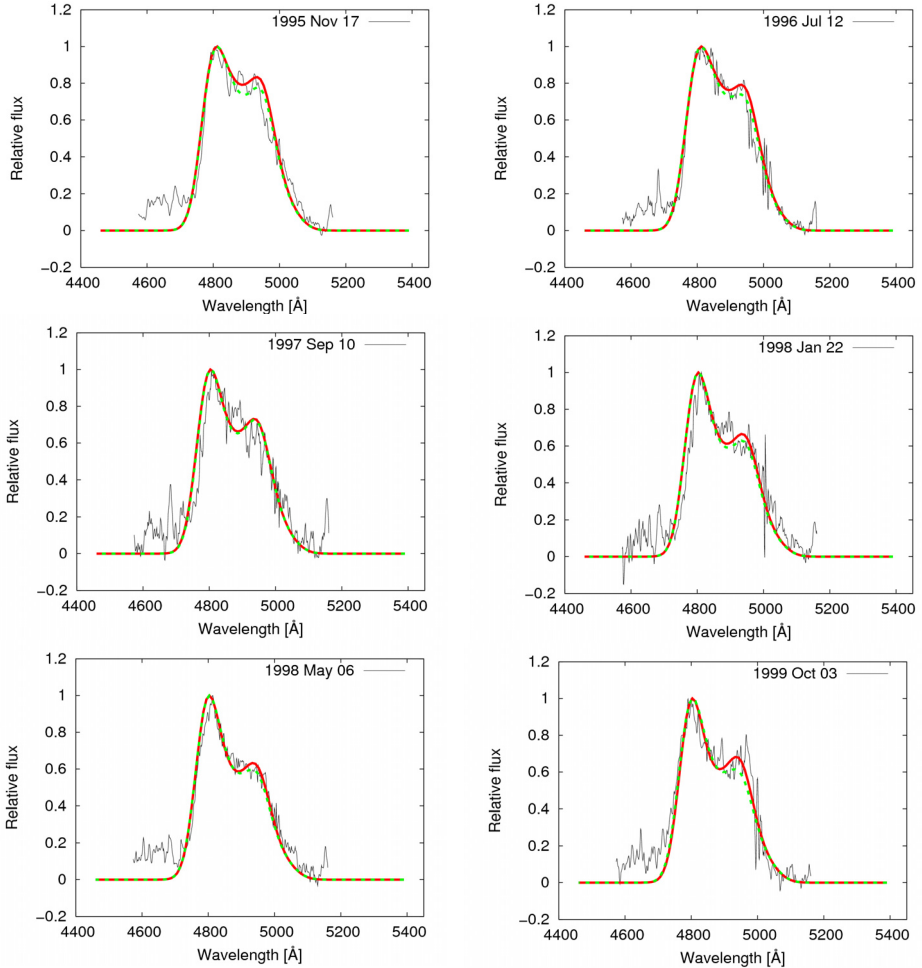 1.2
1995 Nov 17
1
0.8
0.6
0.4
0.2
0
−0.2
Relative flux
4400 4600 4800 5000 5200 5400
Wavelength [Å]
1.2
1996 Jul 12
1
0.8
0.6
0.4
0.2
0
−0.2
Relative flux
4400 4600 4800 5000 5200 5400
Wavelength [Å]
1.2
1997 Sep 10
1
0.8
0.6
0.4
0.2
0
−0.2
Relative flux
4400 4600 4800 5000 5200 5400
Wavelength [Å]
1.2
1998 Jan 22
1
0.8
0.6
0.4
0.2
0
−0.2
Relative flux
4400 4600 4800 5000 5200 5400
Wavelength [Å]
1.2
1998 May 06
1
0.8
0.6
0.4
0.2
0
−0.2
Relative flux
4400 4600 4800 5000 5200 5400
Wavelength [Å]
1.2
1999 Oct 03
1
0.8
0.6
0.4
0.2
0
−0.2
Relative flux
4400 4600 4800 5000 5200 5400
Wavelength [Å]